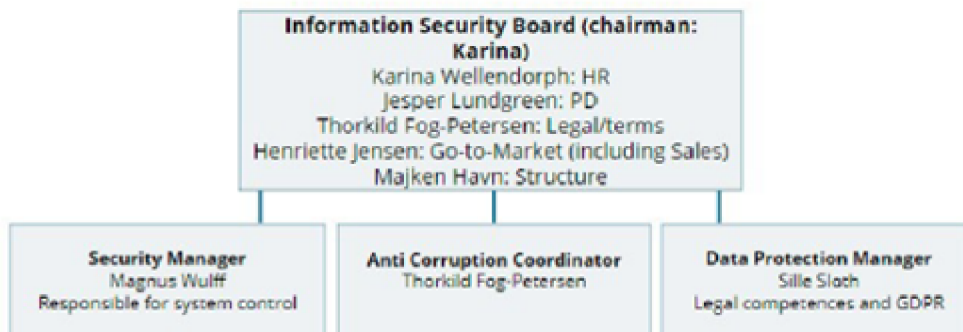 Information Security Board (chairman:
Karina)
Karina Wellendorph: HR
Jesper Lundgreen: PD
Thorkild Fog-Petersen: Legal/terms
Henriette Jensen: Go-to-Market (including Sales)
Majken Havn: Structure
Security Manager
Magnus Wulff
Responsible for system control
Anti Corruption Coordinator
Thorkild Fog-Petersen
Data Protection Manager
Sille Sloth
Legal competences and GDPR